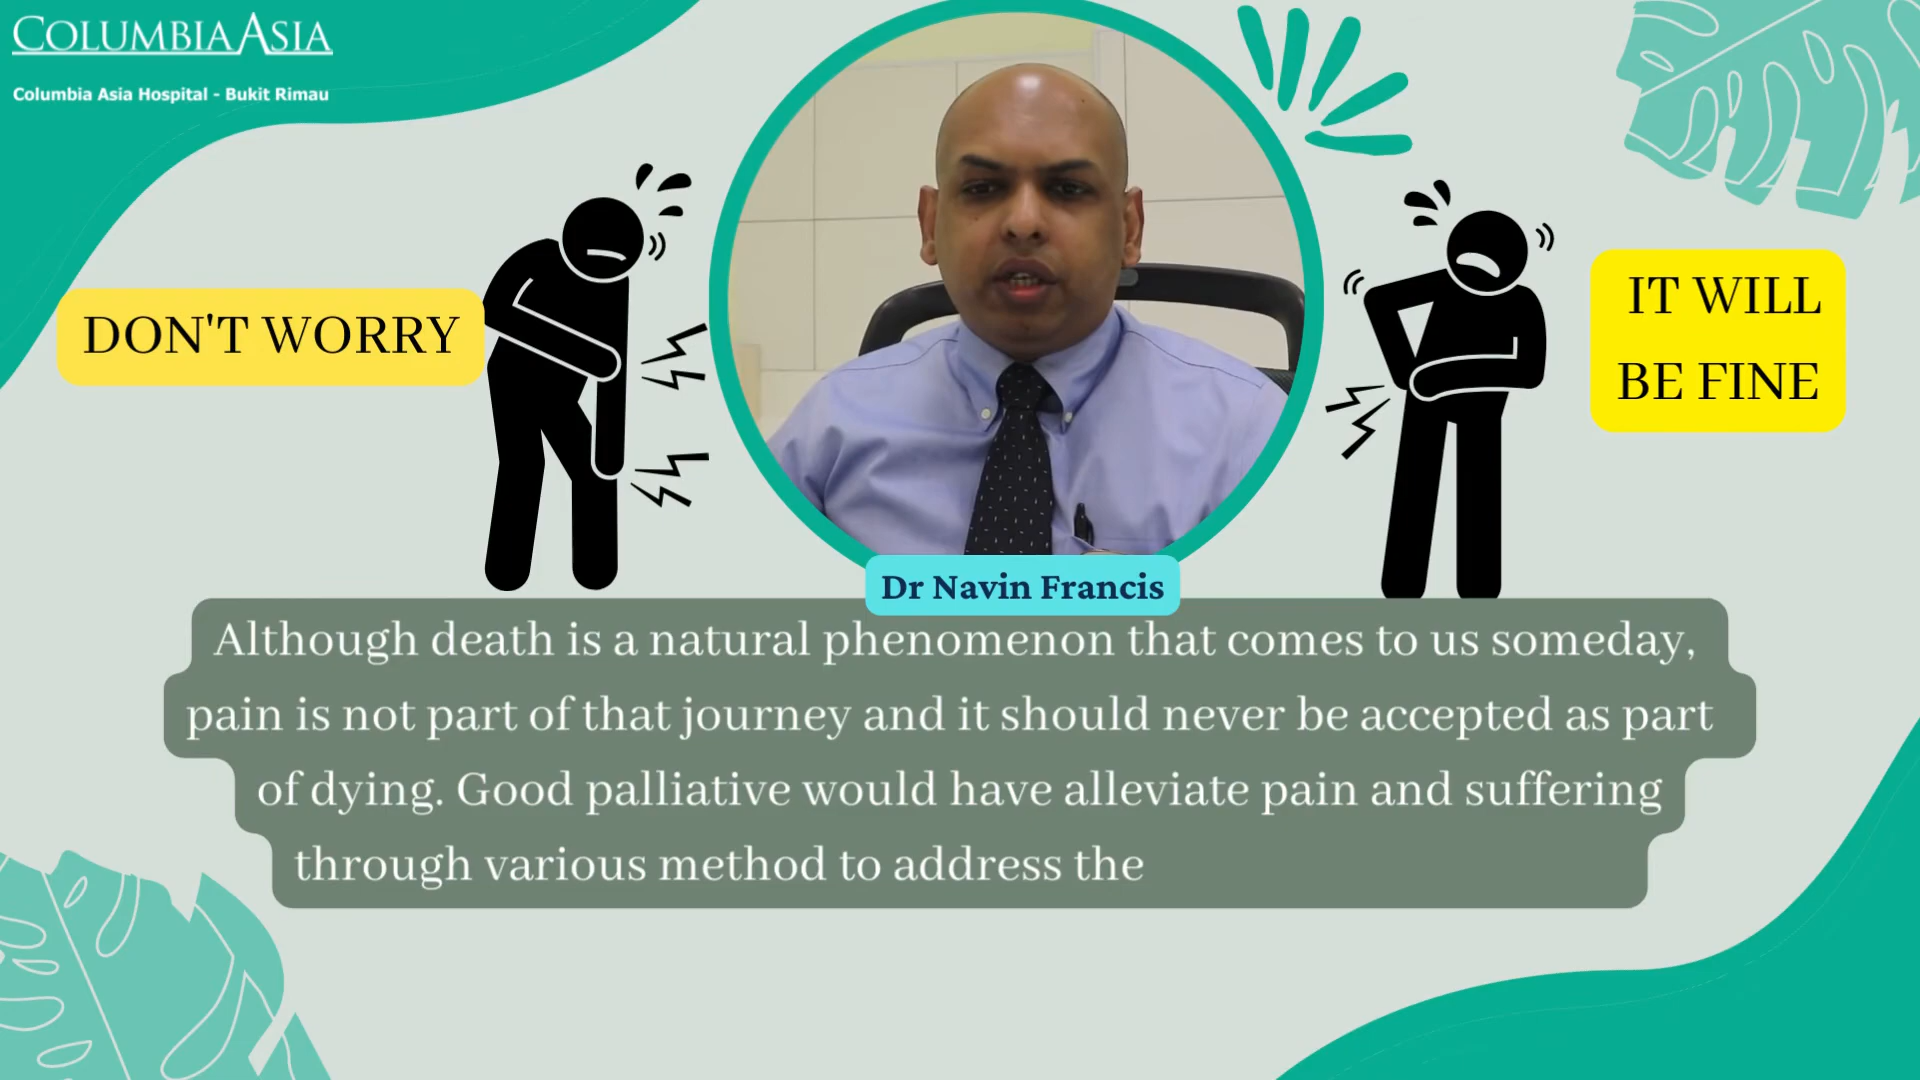 COLUMBIAASIA
Columbia Asia Hospital - Bukit Rimau
DON'T WORRY
IT WILL
BE FINE
Dr Navin Francis
Although death is a natural phenomenon that comes to us someday,
pain is not part of that journey and it should never be accepted as part
of dying. Good palliative would have alleviate pain and suffering
through various method to address the